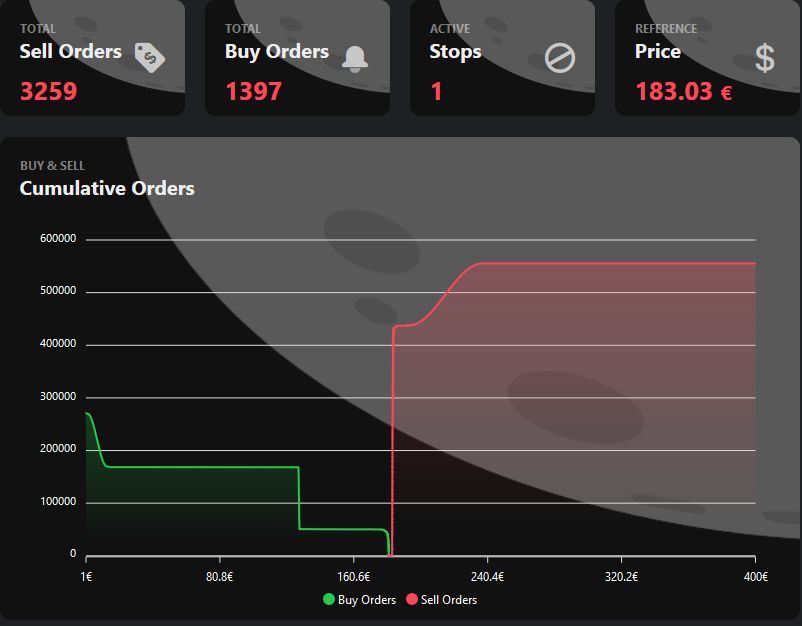 TOTAL
Sell Orders
3259
TOTAL
Buy Orders
1397
ACTIVE
Stops
1
REFERENCE
Price
$
183.03 €
BUY & SELL
Cumulative Orders
600000
500000
400000
300000
200000
100000
0
1€ 80.8€ 160.6€ 240.4€ 320.2€ 400€
Buy Orders Sell Orders